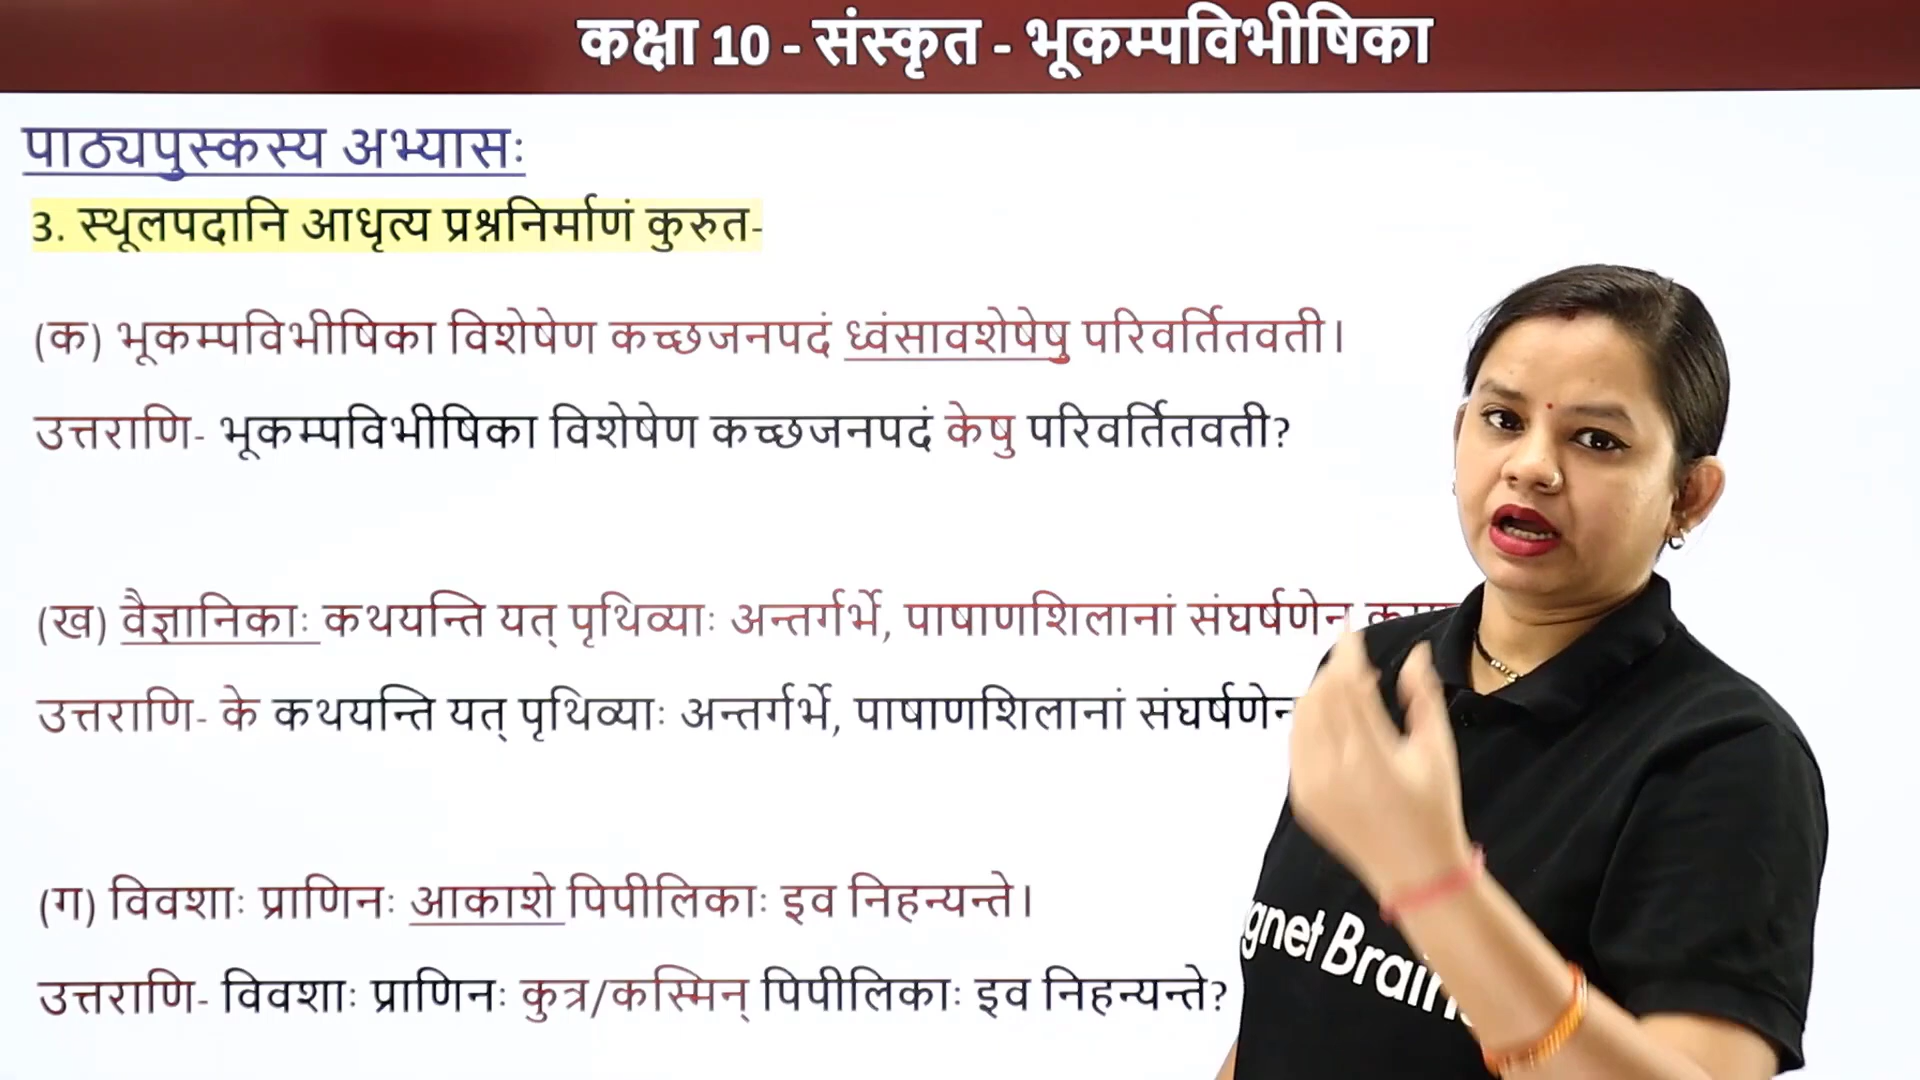 कक्षा 10 - संस्कृत - भूकम्पविभीषिका
पाठ्यपुस्कस्य अभ्यासः
3. स्थूलपदानि आधृत्य प्रश्ननिर्माणं कुरुत-
(क) भूकम्पविभीषिका विशेषेण कच्छजनपदं ध्वंसावशेषेषु परिवर्तितवती।
उत्तराणि- भूकम्पविभीषिका विशेषेण कच्छजनपदं केषु परिवर्तितवती?
(ख) वैज्ञानिकाः कथयन्ति यत् पृथिव्याः अन्तर्गर्भे, पाषाणशिलानां संघर्षणेन
उत्तराणि- के कथयन्ति यत् पृथिव्याः अन्तर्गर्भे, पाषाणशिलानां संघर्षणेन
(ग) विवशाः प्राणिनः आकाशे पिपीलिकाः इव निहन्यन्ते।
उत्तराणि- विवशाः प्राणिनः कुत्र/कस्मिन् पिपीलिकाः इव निहन्यन्ते?
gnet Brain